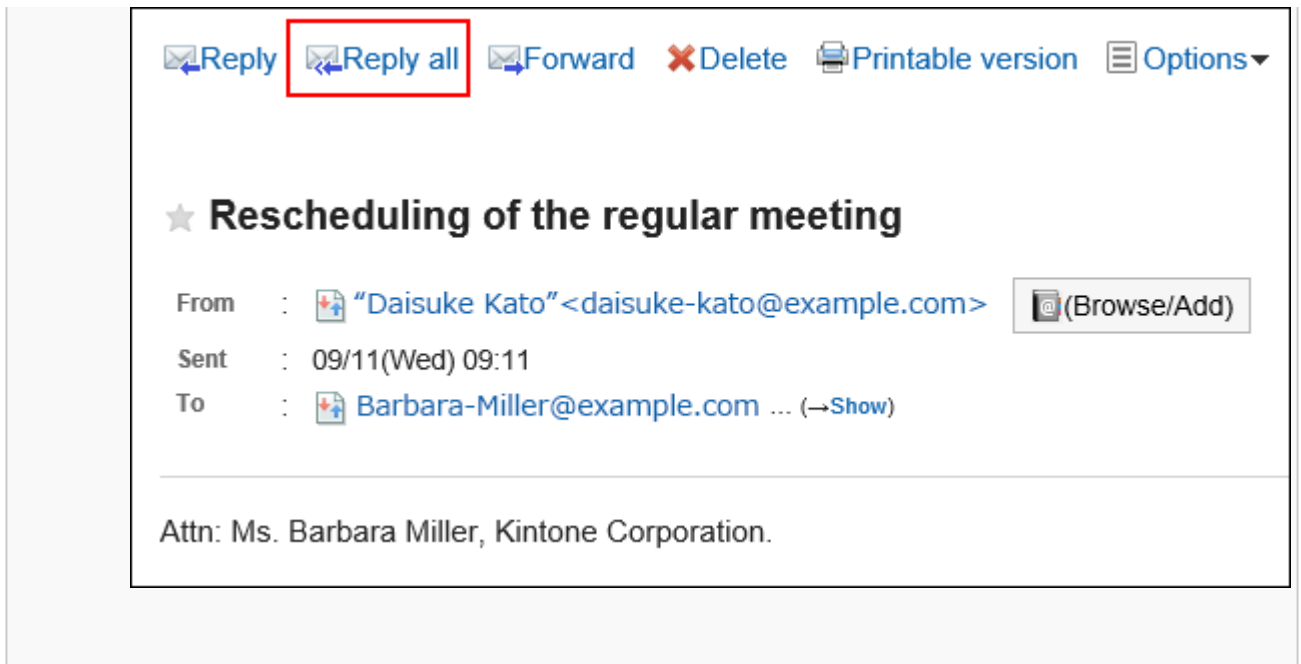 Reply Reply all Forward Delete Printable version Options
Rescheduling of the regular meeting
From : “Daisuke Kato”<daisuke-kato@example.com> (Browse/Add)
Sent : 09/11(Wed) 09:11
To : Barbara-Miller@example.com ... (→Show)
Attn: Ms. Barbara Miller, Kintone Corporation.